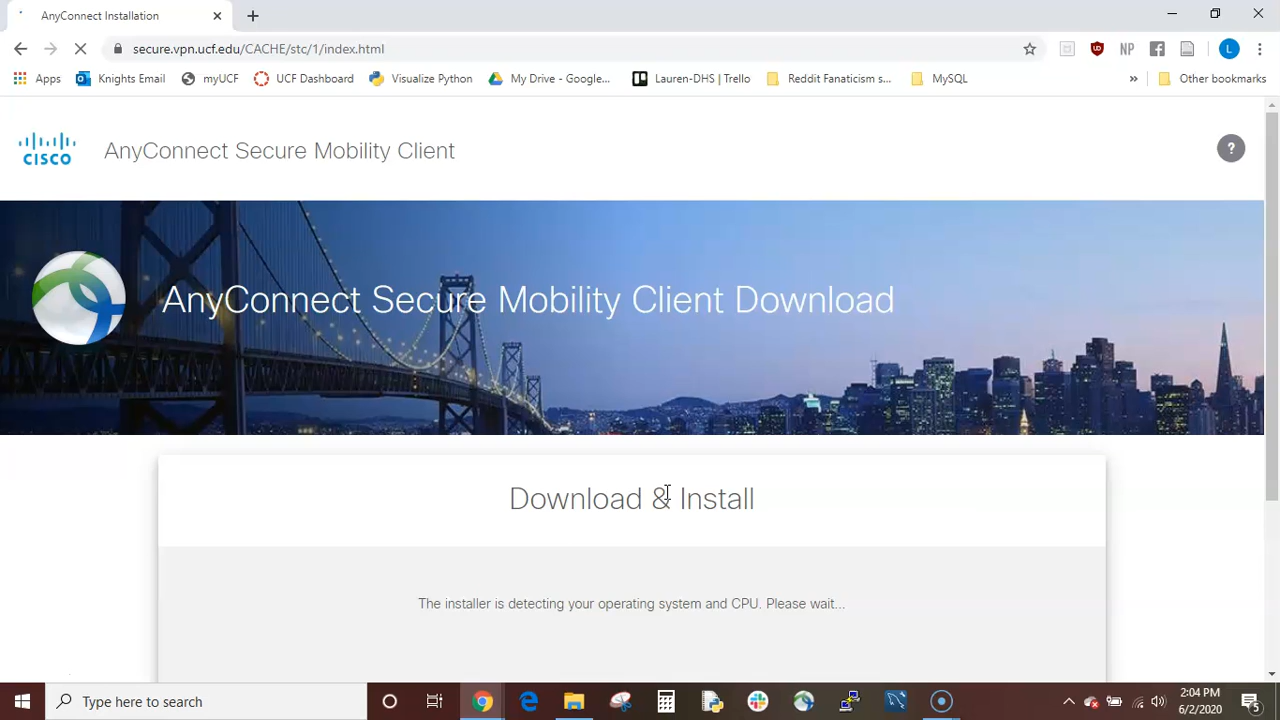 AnyConnect Installation
secure.vpn.ucf.edu/CACHE/stc/1/index.html
NP
L
Apps
Knights Email
myUCF
UCF Dashboard
Visualize Python
My Drive - Google...
Lauren-DHS | Trello
Reddit Fanaticism s...
MySQL
»
Other bookmarks
CISCO
AnyConnect Secure Mobility Client
?
AnyConnect Secure Mobility Client Download
Download & Install
The installer is detecting your operating system and CPU. Please wait...
Type here to search
2:04 PM
6/2/2020
5